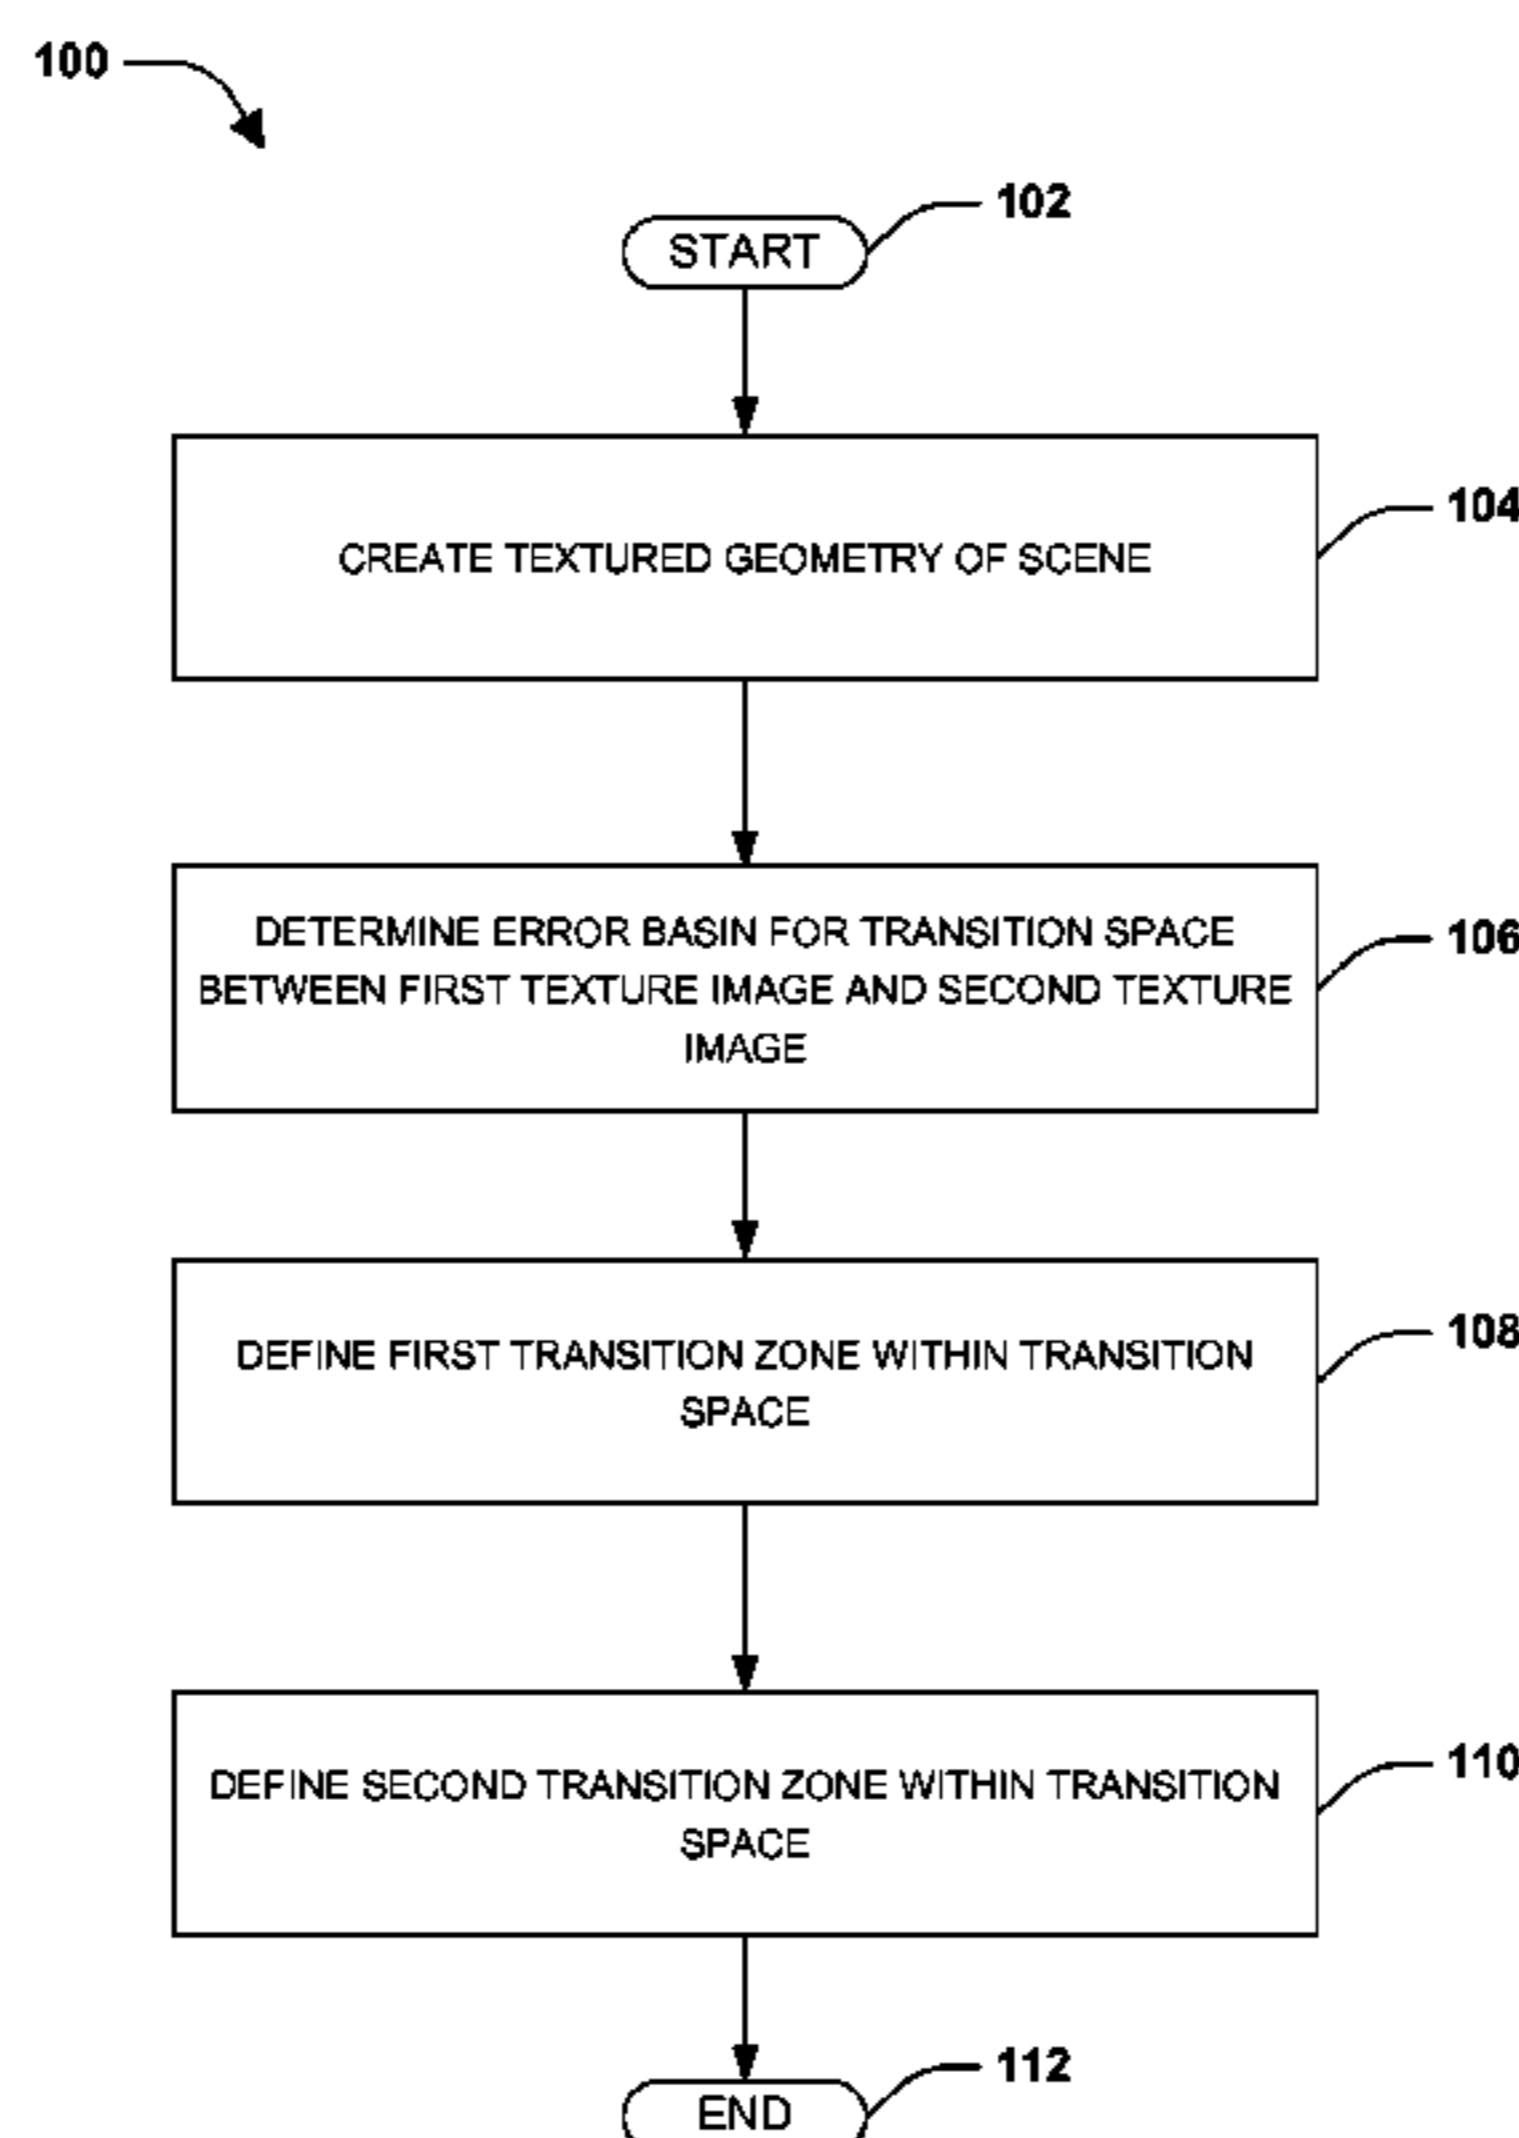 100
102
START
104
CREATE TEXTURED GEOMETRY OF SCENE
106
DETERMINE ERROR BASIN FOR TRANSITION SPACE
BETWEEN FIRST TEXTURE IMAGE AND SECOND TEXTURE
IMAGE
108
DEFINE FIRST TRANSITION ZONE WITHIN TRANSITION
SPACE
110
DEFINE SECOND TRANSITION ZONE WITHIN TRANSITION
SPACE
112
END